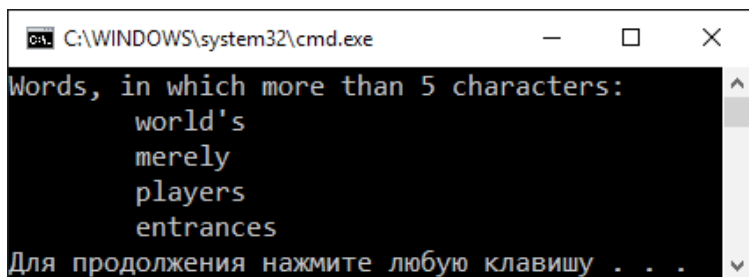 C:\WINDOWS\system32\cmd.exe
Words, in which more than 5 characters:
world's
merely
players
entrances
Для продолжения нажмите любую клавишу . . .